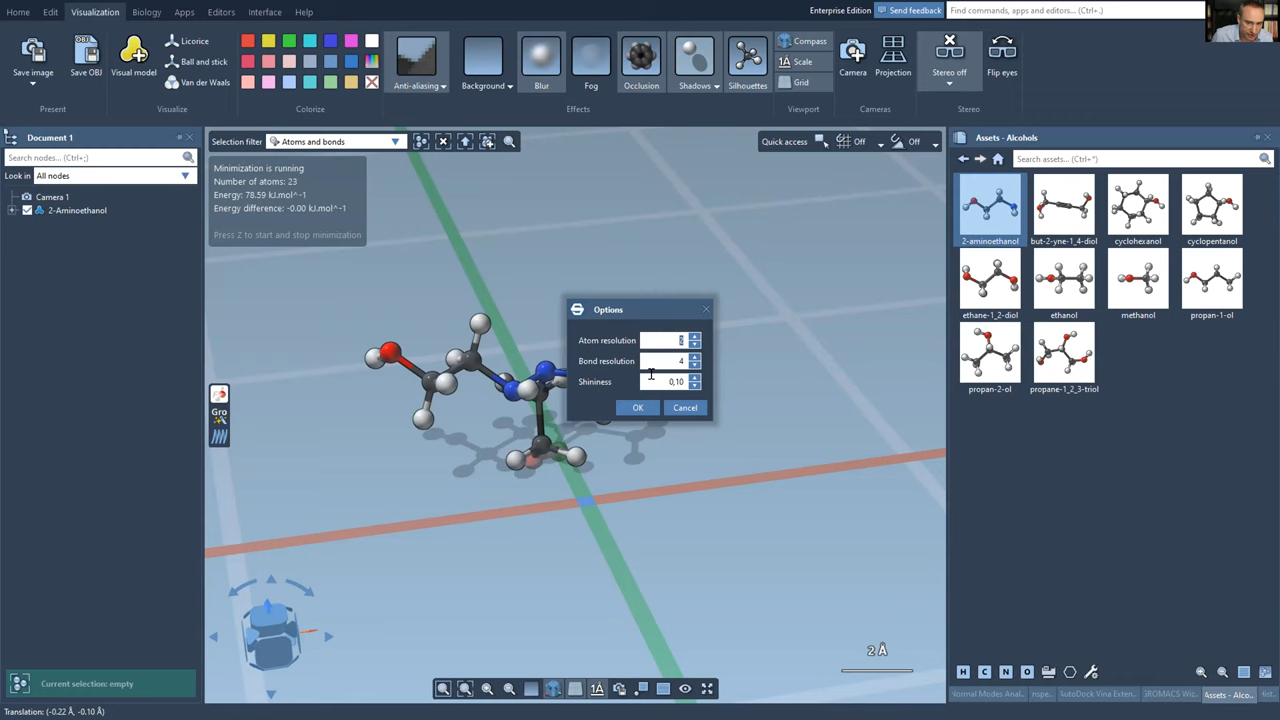 Home Edit Visualization Biology Apps Editors Interface Help Enterprise Edition Send feedback Find commands, apps and editors... (Ctrl+.)
Save image
Save OBJ
OBJ
Visual model
Licorice
Ball and stick
Van der Waals
Anti-aliasing
Background
Blur
Fog
Occlusion
Shadows
Silhouettes
Compass
Scale
Grid
Camera
Projection
Stereo off
Flip eyes
Present Visualize Colorize Effects Viewport Cameras Stereo
Document 1
Search nodes... (Ctrl+;)
Look in All nodes
Camera 1
2-Aminoethanol
Selection filter Atoms and bonds
Quick access Off Off
Minimization is running
Number of atoms: 23
Energy: 78.59 kJ.mol^-1
Energy difference: -0.00 kJ.mol^-1
Press Z to start and stop minimization
Gro
Options
Atom resolution 2
Bond resolution 4
Shininess 0,10
OK Cancel
2 Å
Assets - Alcohols
Search assets... (Ctrl+*)
2-aminoethanol but-2-yne-1_4-diol cyclohexanol cyclopentanol
ethane-1_2-diol ethanol methanol propan-1-ol
propan-2-ol propane-1_2_3-triol
H C N O
Normal Modes Anal...
AutoDock Vina Exten...
GROMACS Wiz...
Assets - Alco...
Current selection: empty
Translation: (-0.22 Å, -0.10 Å)